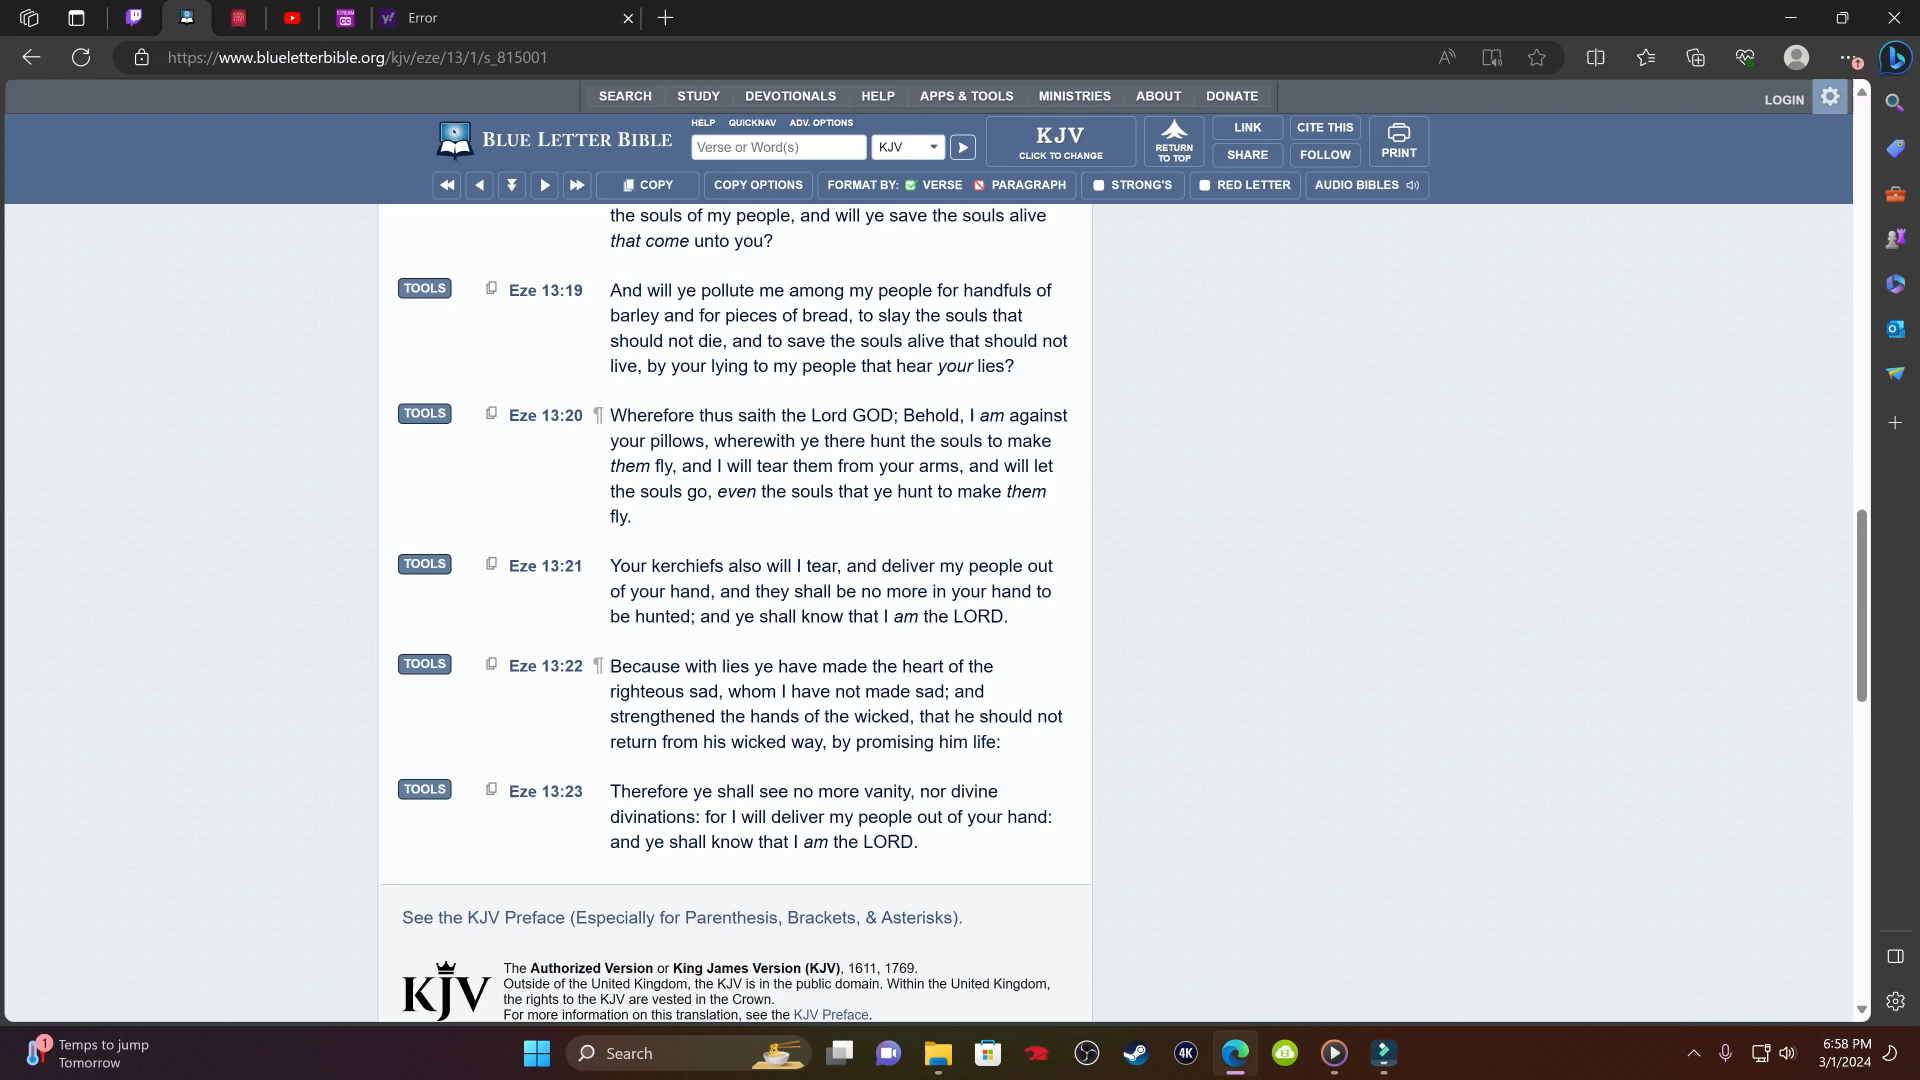 Error
https://www.blueletterbible.org/kjv/eze/13/1/s_815001
SEARCH STUDY DEVOTIONALS HELP APPS & TOOLS MINISTRIES ABOUT DONATE
LOGIN
BLUE LETTER BIBLE
HELP QUICKNAV ADV. OPTIONS
Verse or Word(s)
KJV
KJV
CLICK TO CHANGE
RETURN
TO TOP
LINK
CITE THIS
SHARE
FOLLOW
PRINT
COPY
COPY OPTIONS
FORMAT BY: VERSE PARAGRAPH
STRONG'S
RED LETTER
AUDIO BIBLES
the souls of my people, and will ye save the souls alive
that come unto you?
TOOLS Eze 13:19 And will ye pollute me among my people for handfuls of
barley and for pieces of bread, to slay the souls that
should not die, and to save the souls alive that should not
live, by your lying to my people that hear your lies?
TOOLS Eze 13:20 ¶ Wherefore thus saith the Lord GOD; Behold, I am against
your pillows, wherewith ye there hunt the souls to make
them fly, and I will tear them from your arms, and will let
the souls go, even the souls that ye hunt to make them
fly.
TOOLS Eze 13:21 Your kerchiefs also will I tear, and deliver my people out
of your hand, and they shall be no more in your hand to
be hunted; and ye shall know that I am the LORD.
TOOLS Eze 13:22 ¶ Because with lies ye have made the heart of the
righteous sad, whom I have not made sad; and
strengthened the hands of the wicked, that he should not
return from his wicked way, by promising him life:
TOOLS Eze 13:23 Therefore ye shall see no more vanity, nor divine
divinations: for I will deliver my people out of your hand:
and ye shall know that I am the LORD.
See the KJV Preface (Especially for Parenthesis, Brackets, & Asterisks).
KJV
The Authorized Version or King James Version (KJV), 1611, 1769.
Outside of the United Kingdom, the KJV is in the public domain. Within the United Kingdom,
the rights to the KJV are vested in the Crown.
For more information on this translation, see the KJV Preface.
1
Temps to jump
Tomorrow
Search
4K
6:58 PM
3/1/2024